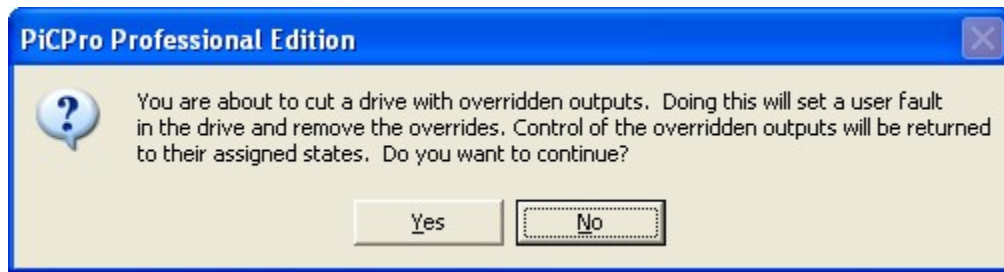 PiCPro Professional Edition
You are about to cut a drive with overridden outputs. Doing this will set a user fault
in the drive and remove the overrides. Control of the overridden outputs will be returned
to their assigned states. Do you want to continue?
Yes
No